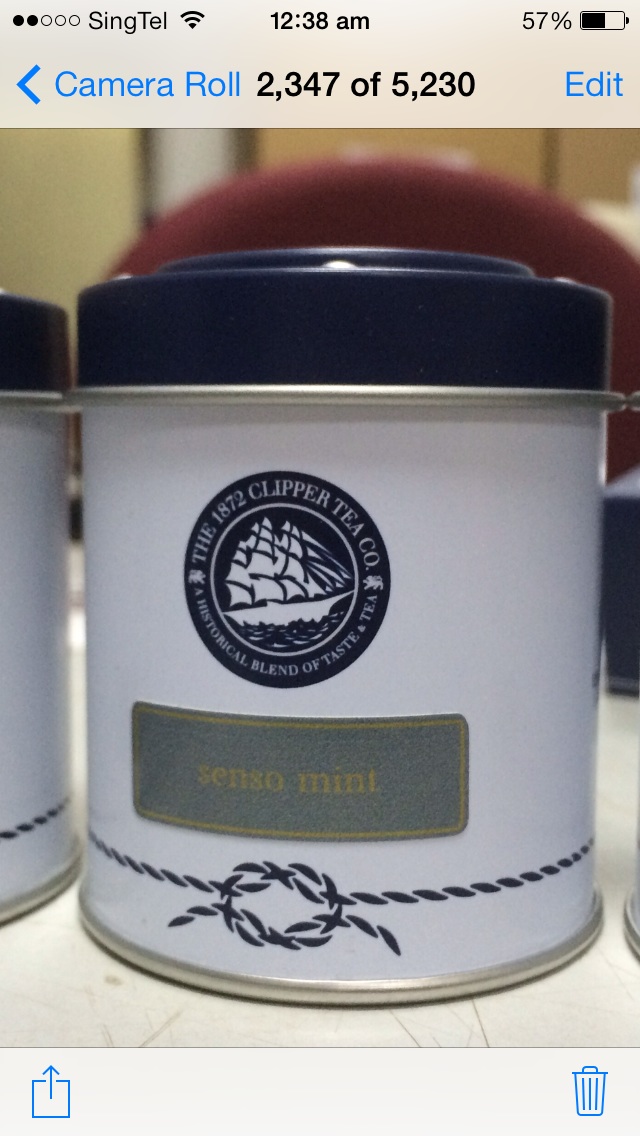 SingTel 12:38 am 57%
Camera Roll 2,347 of 5,230 Edit
THE 1872 CLIPPER TEA CO.
A HISTORICAL BLEND OF TASTE & TEA
senso mint